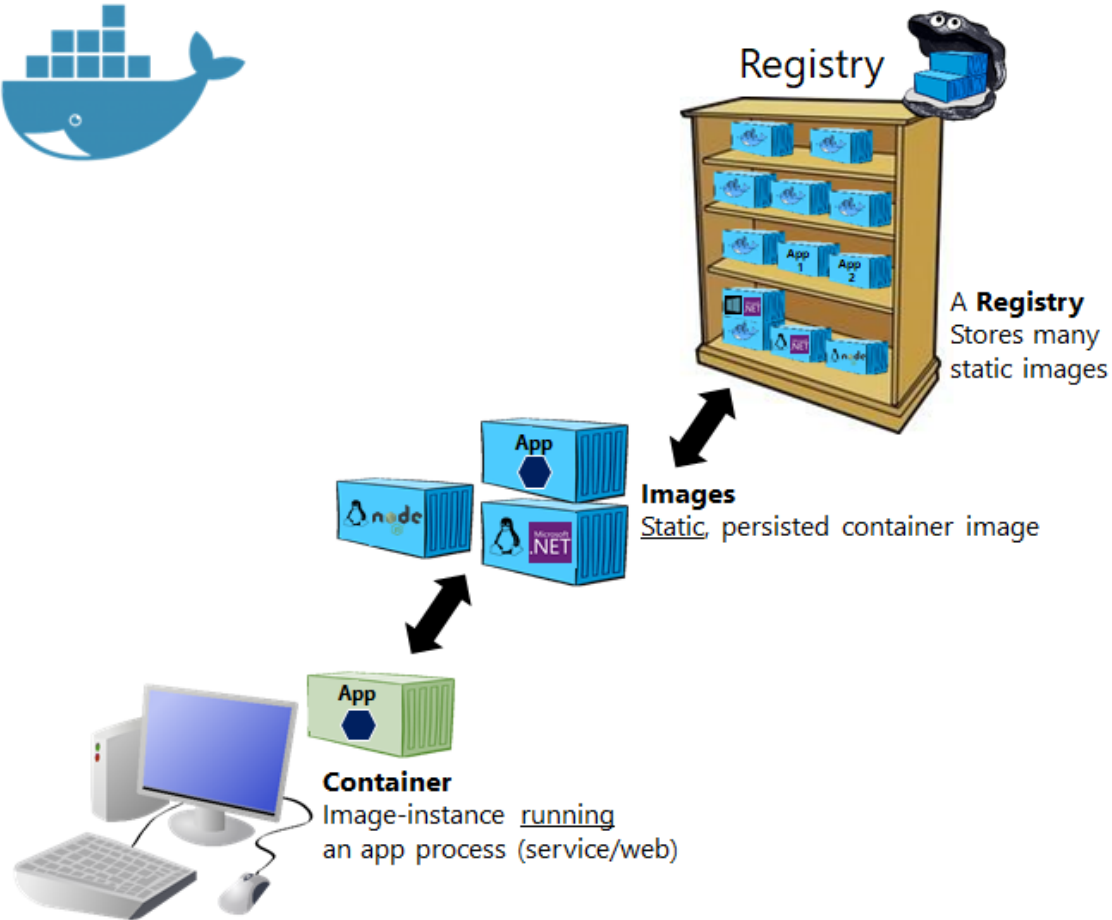 Registry
App
1
App
2
.NET
.NET
node
A Registry
Stores many
static images
App
node
Microsoft
.NET
Images
Static, persisted container image
App
Container
Image-instance running
an app process (service/web)